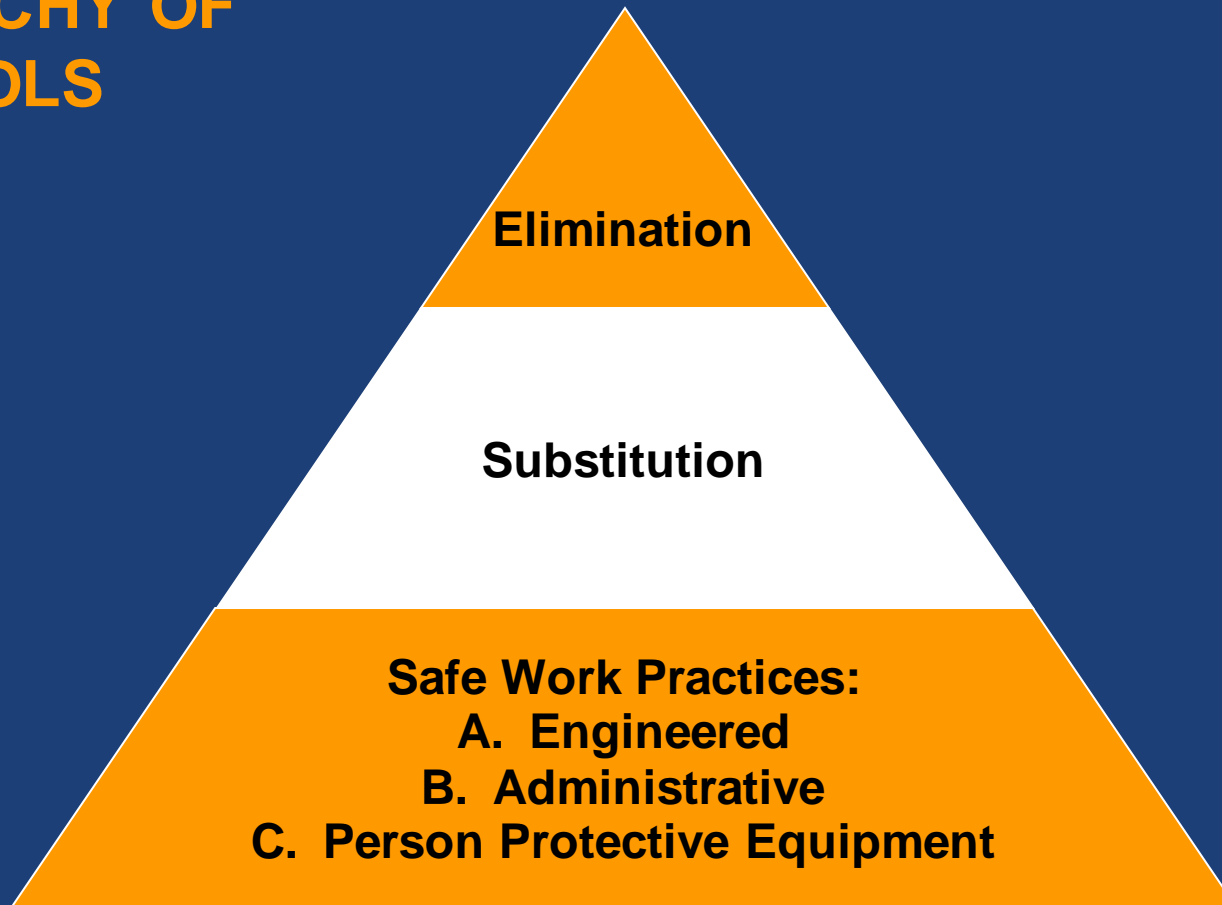 CHY OF
OLS
Elimination
Substitution
Safe Work Practices:
A. Engineered
B. Administrative
C. Person Protective Equipment